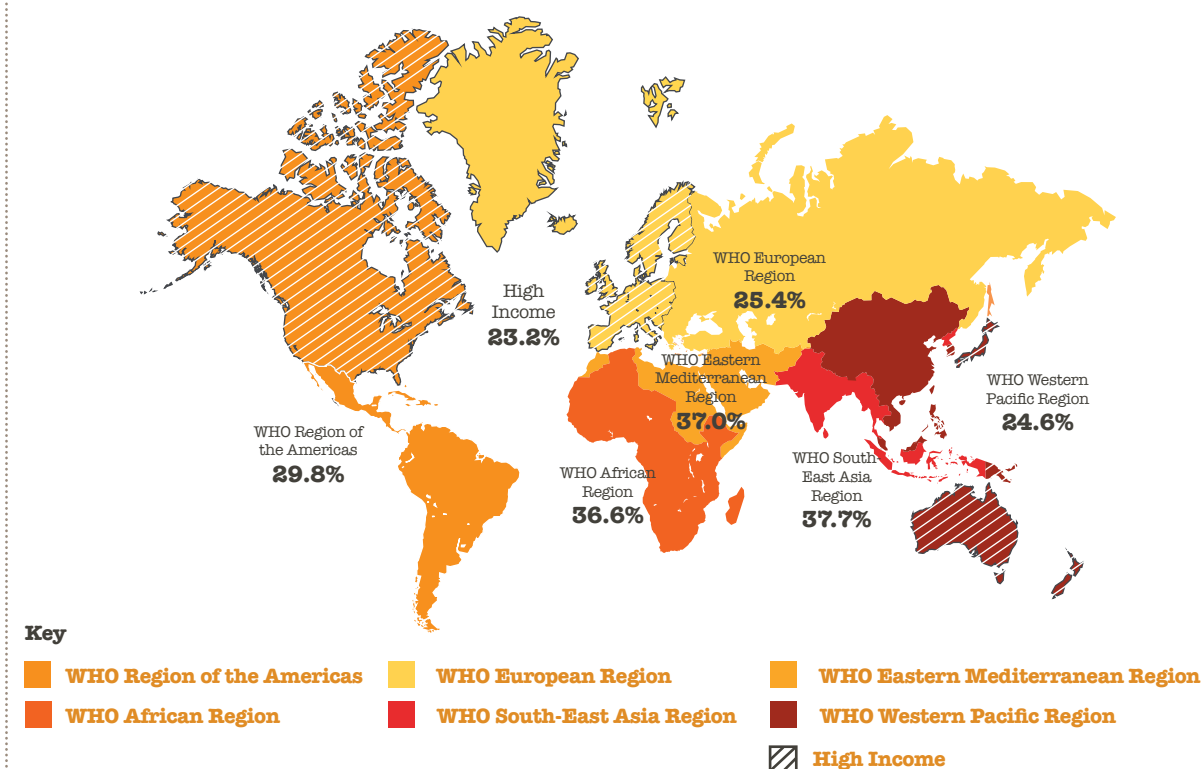 WHO European
Region
25.4%
High
Income
23.2%
WHO Eastern
Mediterranean
Region
37.0%
WHO Western
Pacific Region
24.6%
WHO Region of
the Americas
29.8%
WHO African
Region
36.6%
WHO South-
East Asia
Region
37.7%
Key
WHO Region of the Americas
WHO European Region
WHO Eastern Mediterranean Region
WHO African Region
WHO South-East Asia Region
WHO Western Pacific Region
High Income